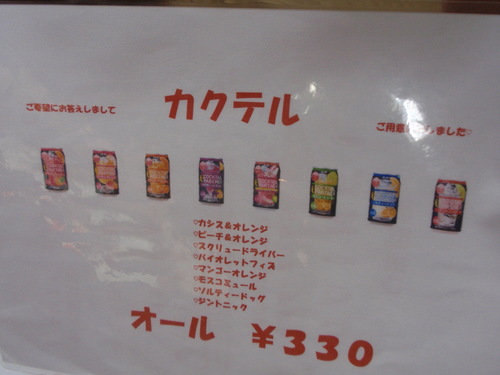 カクテル
ご希望にお答えしまして
ご用意 しました♡
♡カシス&オレンジ
♡ピーチ&オレンジ
♡スクリュードライバー
♡バイオレットフィズ
♡マンゴーオレンジ
♡モスコミュール
♡ソルティードッグ
♡ジントニック
オール ￥３３０